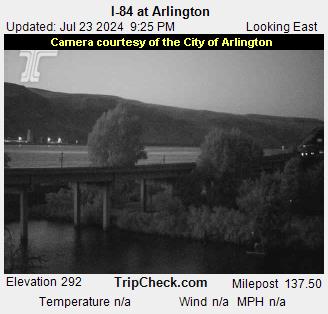 I-84 at Arlington
Updated: Jul 23 2024 9:25 PM Looking East
Camera courtesy of the City of Arlington
Elevation 292 TripCheck.com Milepost 137.50
Temperature n/a Wind n/a MPH n/a